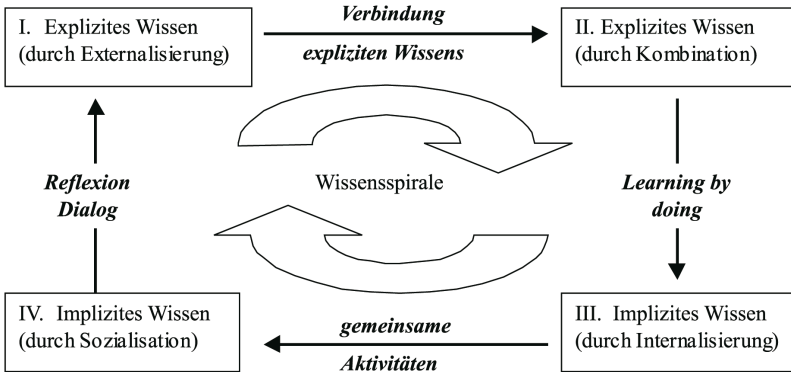 I.  Explizites Wissen
(durch Externalisierung)
Verbindung
expliziten Wissens
II. Explizites Wissen
(durch Kombination)
Reflexion
Dialog
Wissensspirale
Learning by
doing
IV.  Implizites Wissen
(durch Sozialisation)
gemeinsame
Aktivitäten
III.  Implizites Wissen
(durch Internalisierung)